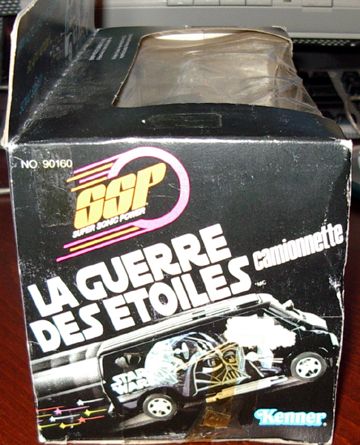 NO. 90160
SSP
SUPER SONIC POWER
LA GUERRE
DES ETOILES
camionnette
STAR
WARS
Kenner